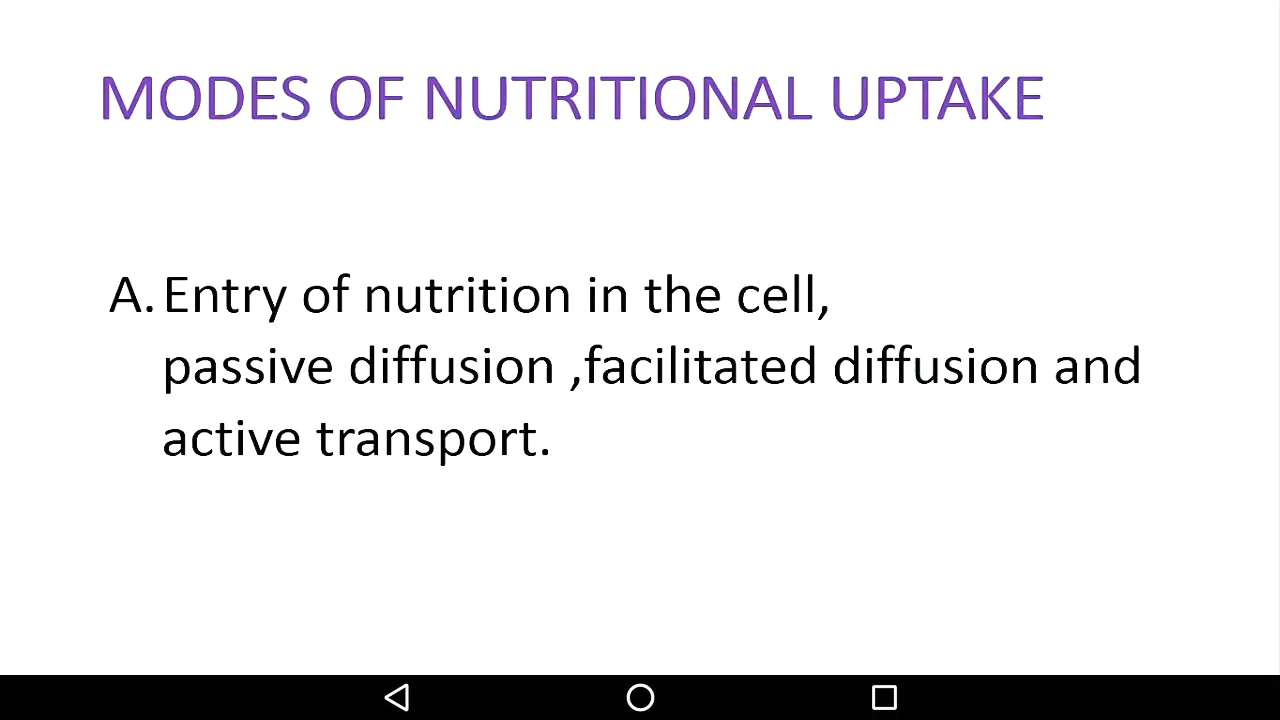 MODES OF NUTRITIONAL UPTAKE
A. Entry of nutrition in the cell,
passive diffusion ,facilitated diffusion and
active transport.